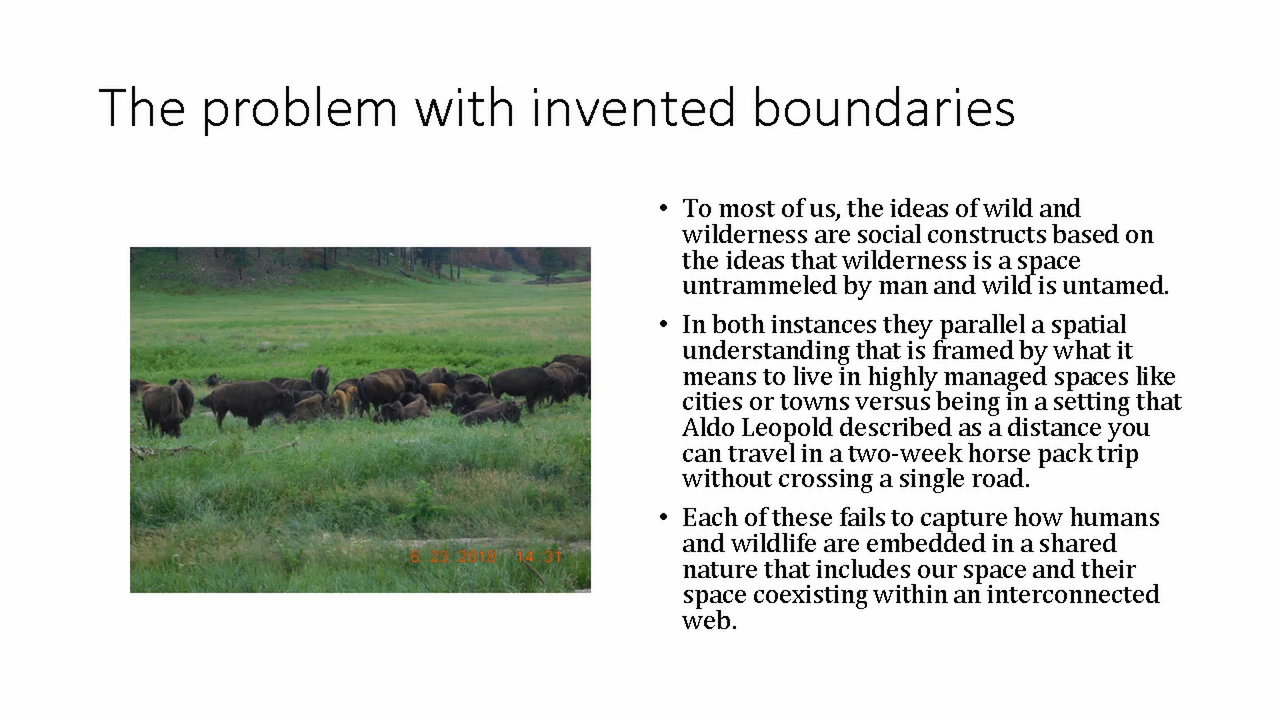 The problem with invented boundaries
• To most of us, the ideas of wild and
wilderness are social constructs based on
the ideas that wilderness is a space
untrammeled by man and wild is untamed.
• In both instances they parallel a spatial
understanding that is framed by what it
means to live in highly managed spaces like
cities or towns versus being in a setting that
Aldo Leopold described as a distance you
can travel in a two-week horse pack trip
without crossing a single road.
• Each of these fails to capture how humans
and wildlife are embedded in a shared
nature that includes our space and their
space coexisting within an interconnected
web.
14 31